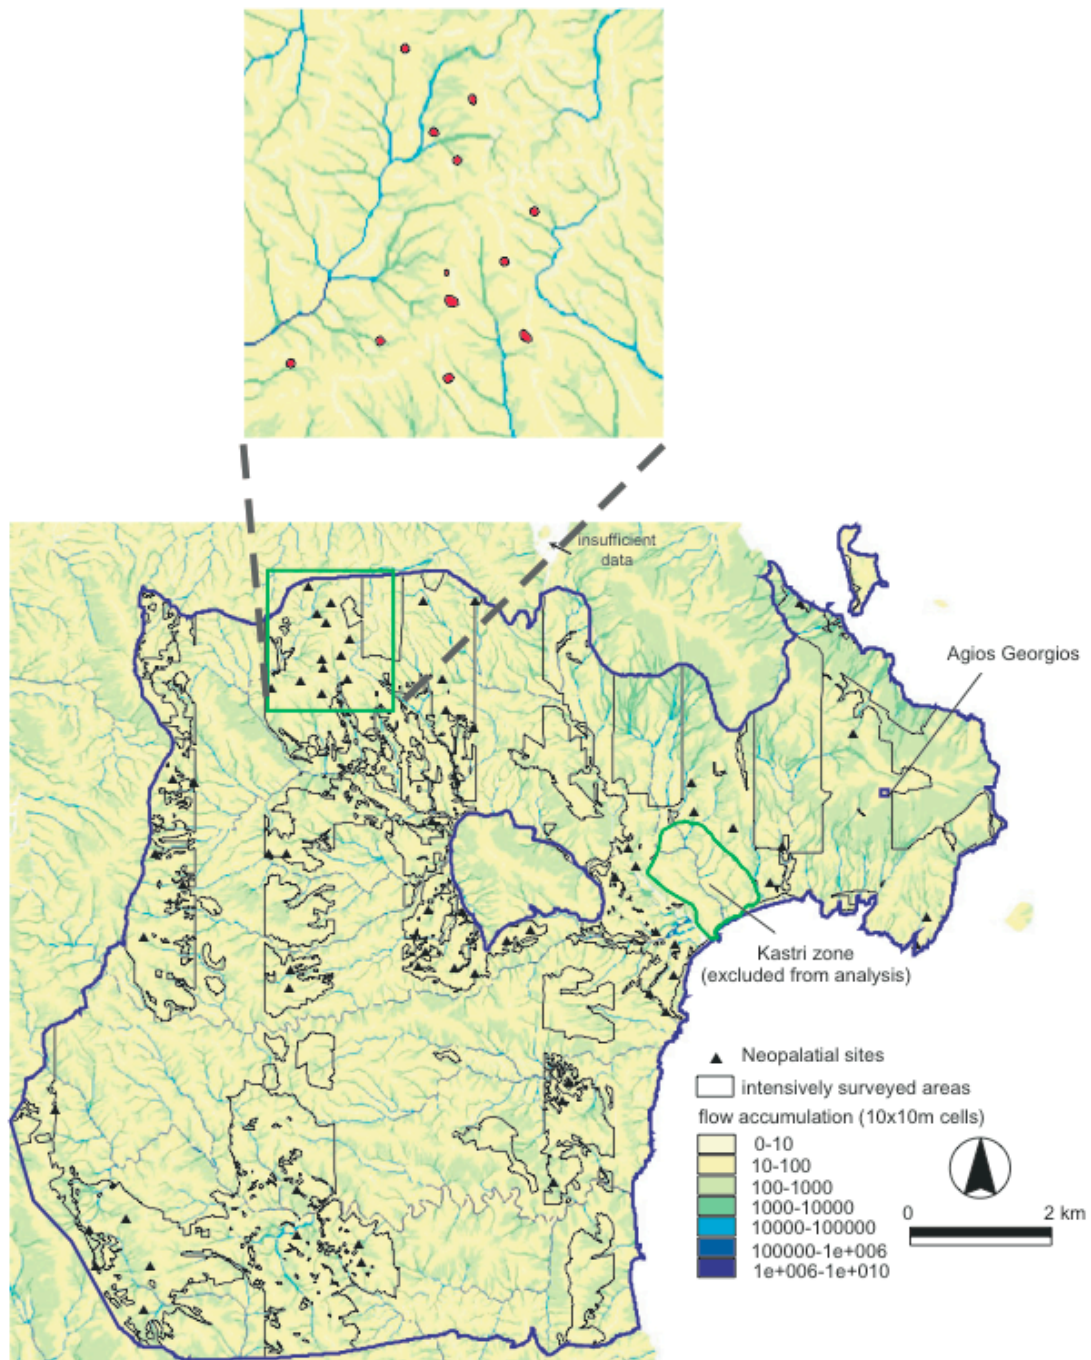 insufficient
data
Agios Georgios
Kastri zone
(excluded from analysis)
Neopalatial sites
intensively surveyed areas
flow accumulation (10x10m cells)
0-10
10-100
100-1000
1000-10000
10000-100000
100000-1e+006
1e+006-1e+010
0 2 km